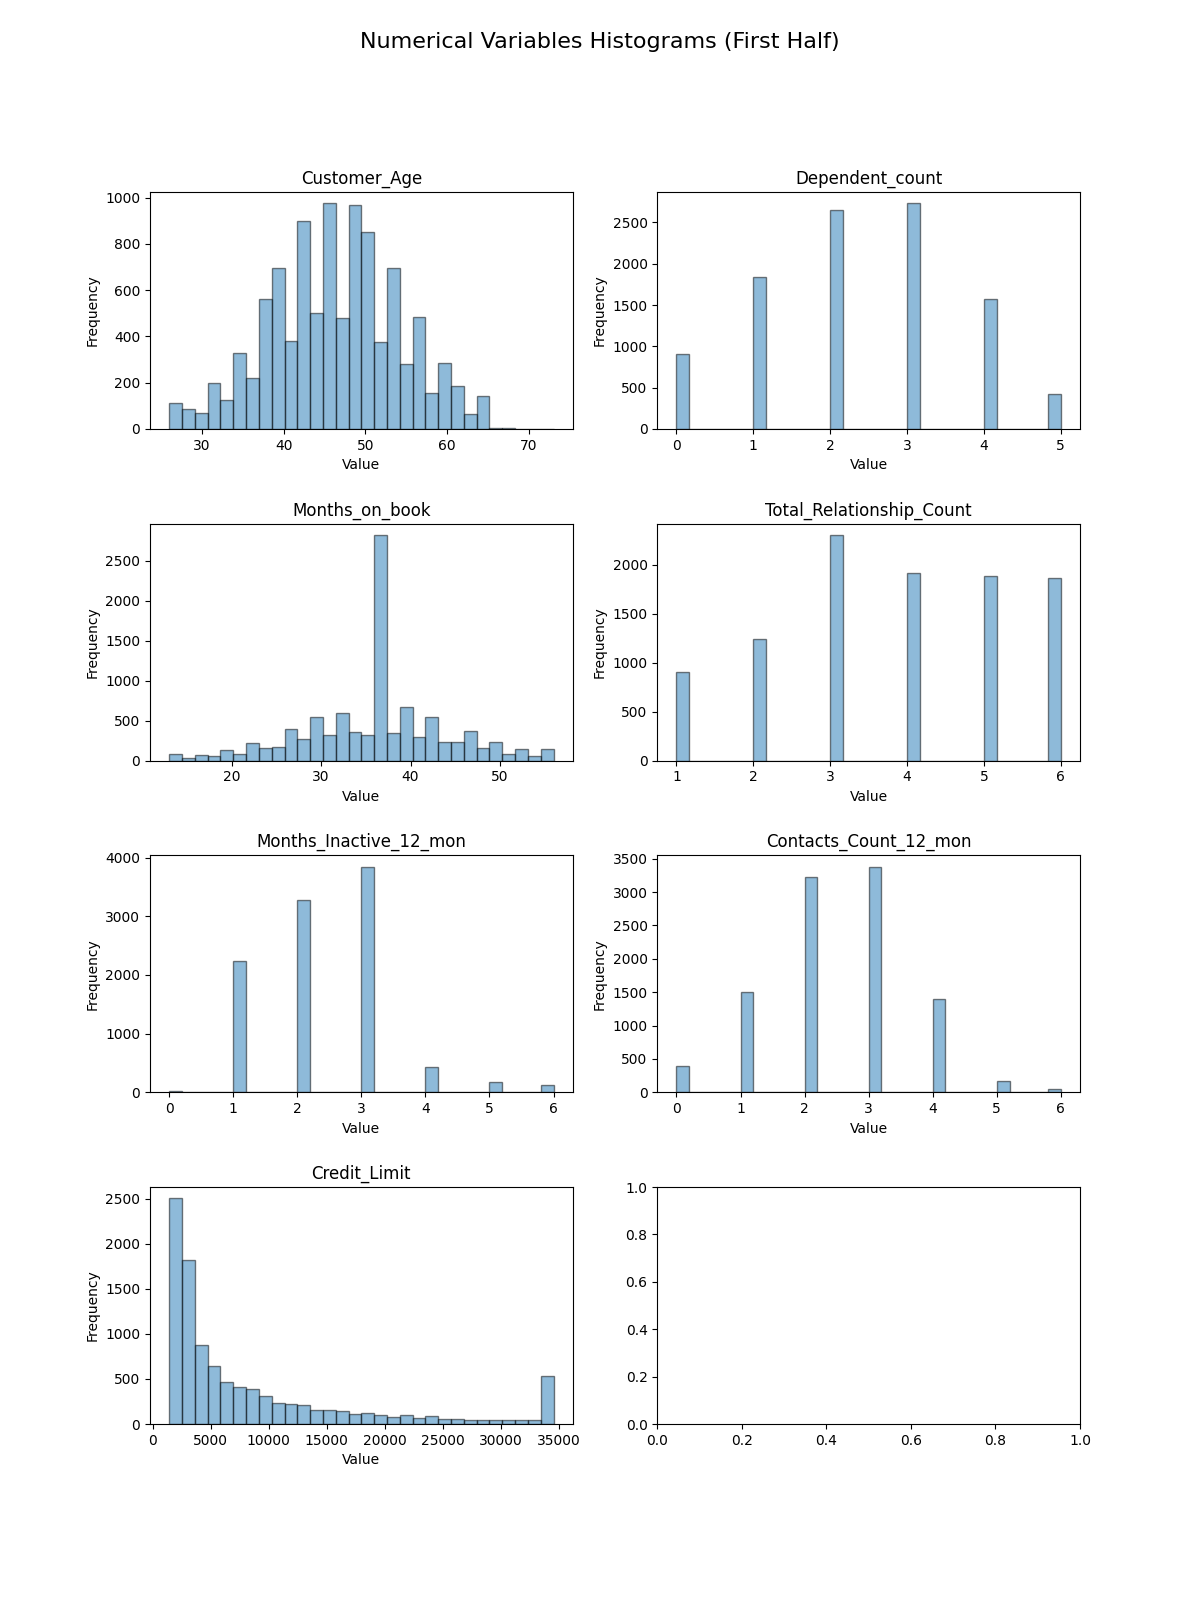 Numerical Variables Histograms (First Half)
Customer_Age
Frequency
1000
800
600
400
200
0
30 40 50 60 70
Value
Dependent_count
Frequency
2500
2000
1500
1000
500
0
0 1 2 3 4 5
Value
Months_on_book
Frequency
2500
2000
1500
1000
500
0
20 30 40 50
Value
Total_Relationship_Count
Frequency
2000
1500
1000
500
0
1 2 3 4 5 6
Value
Months_Inactive_12_mon
Frequency
4000
3000
2000
1000
0
0 1 2 3 4 5 6
Value
Contacts_Count_12_mon
Frequency
3500
3000
2500
2000
1500
1000
500
0
0 1 2 3 4 5 6
Value
Credit_Limit
Frequency
2500
2000
1500
1000
500
0
0 5000 10000 15000 20000 25000 30000 35000
Value
1.0
0.8
0.6
0.4
0.2
0.0
0.0 0.2 0.4 0.6 0.8 1.0